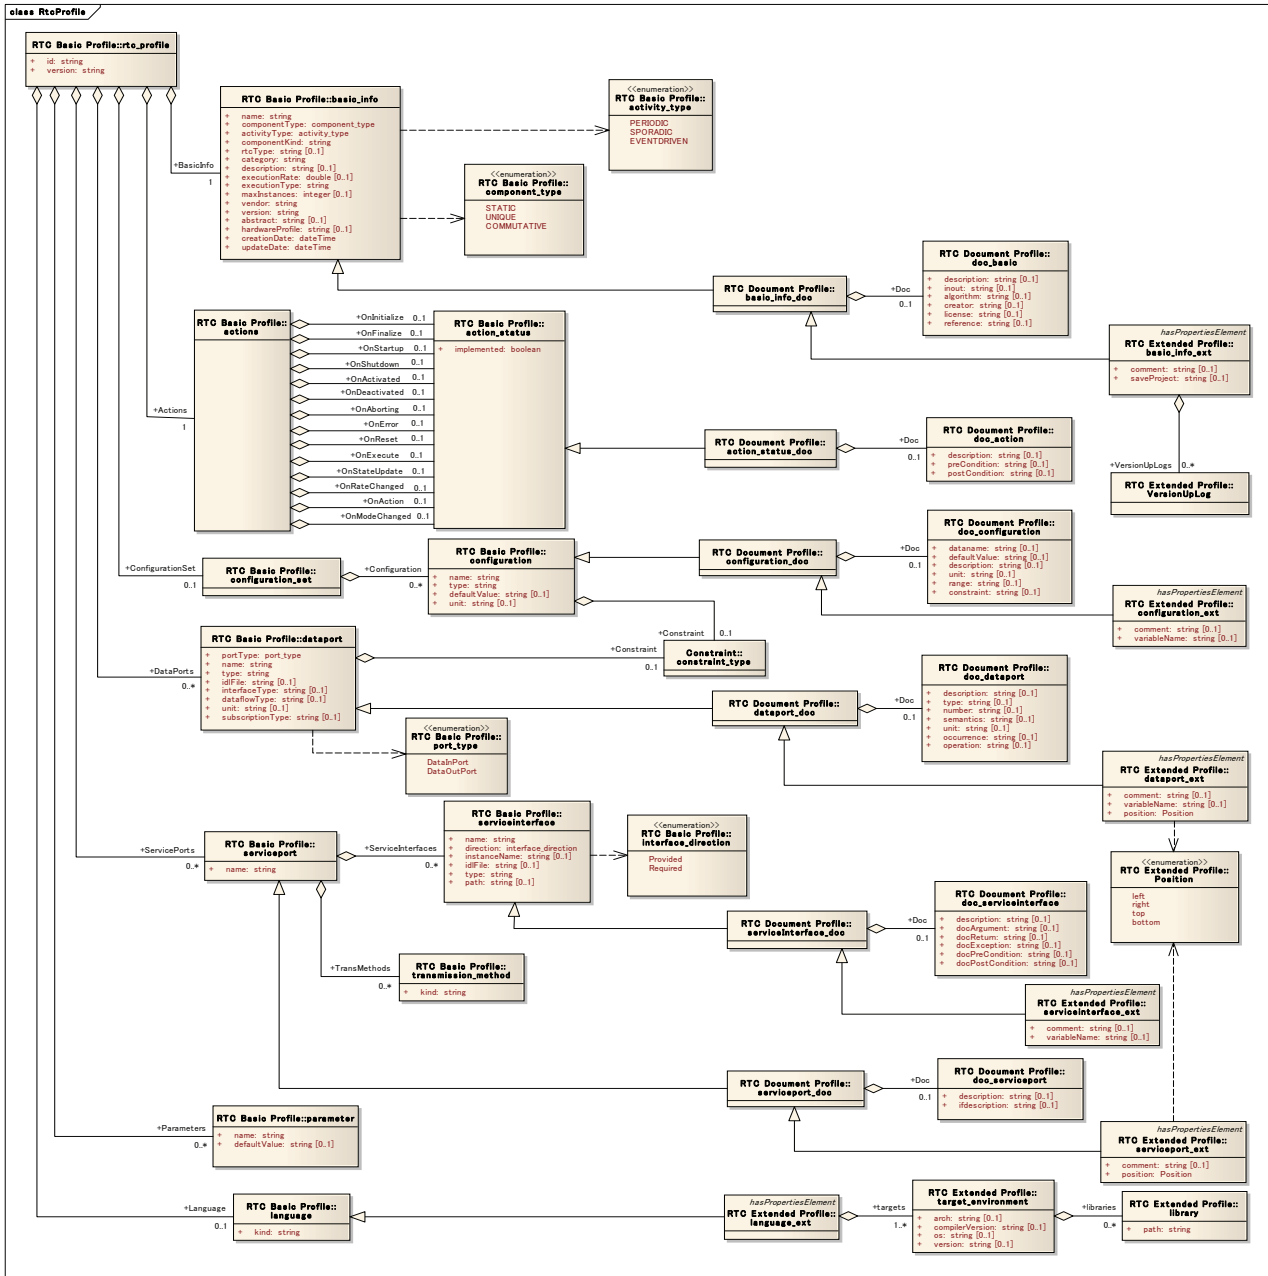 class RtcProfile
RTC Basic Profile::rtc_profile
+ id: string
+ version: string
RTC Basic Profile::basic_info
+ name: string
+ componentType: component_type
+ activityType: activity_type
+ componentKind: string
+ rtcType: string [0..1]
+ category: string
+ description: string [0..1]
+ executionRate: double [0..1]
+ executionType: string
+ maxInstances: integer [0..1]
+ vendor: string
+ version: string
+ abstract: string [0..1]
+ hardwareProfile: string [0..1]
+ creationDate: dateTime
+ updateDate: dateTime
+BasicInfo
1
<<enumeration>>
RTC Basic Profile::
activity_type
PERIODIC
SPORADIC
EVENTDRIVEN
<<enumeration>>
RTC Basic Profile::
component_type
STATIC
UNIQUE
COMMUTATIVE
RTC Document Profile::
basic_info_doc
+Doc
0..1
RTC Document Profile::
doc_basic
+ description: string [0..1]
+ inout: string [0..1]
+ algorithm: string [0..1]
+ creator: string [0..1]
+ license: string [0..1]
+ reference: string [0..1]
hasPropertiesElement
RTC Extended Profile::
basic_info_ext
+ comment: string [0..1]
+ saveProject: string [0..1]
+VersionUpLogs 0..*
RTC Extended Profile::
VersionUpLog
+Actions
1
RTC Basic Profile::
actions
+OnInitialize 0..1
+OnFinalize 0..1
+OnStartup 0..1
+OnShutdown 0..1
+OnActivated 0..1
+OnDeactivated 0..1
+OnAborting 0..1
+OnError 0..1
+OnReset 0..1
+OnExecute 0..1
+OnStateUpdate 0..1
+OnRateChanged 0..1
+OnAction 0..1
+OnModeChanged 0..1
RTC Basic Profile::
action_status
+ implemented: boolean
RTC Document Profile::
action_status_doc
+Doc
0..1
RTC Document Profile::
doc_action
+ description: string [0..1]
+ preCondition: string [0..1]
+ postCondition: string [0..1]
+ConfigurationSet
0..1
RTC Basic Profile::
configuration_set
+Configuration
0..*
RTC Basic Profile::
configuration
+ name: string
+ type: string
+ defaultValue: string [0..1]
+ unit: string [0..1]
RTC Document Profile::
configuration_doc
+Doc
0..1
RTC Document Profile::
doc_configuration
+ dataname: string [0..1]
+ defaultValue: string [0..1]
+ description: string [0..1]
+ unit: string [0..1]
+ range: string [0..1]
+ constraint: string [0..1]
hasPropertiesElement
RTC Extended Profile::
configuration_ext
+ comment: string [0..1]
+ variableName: string [0..1]
+Constraint 0..1
+Constraint
0..1
Constraint::
constraint_type
+DataPorts
0..*
RTC Basic Profile::dataport
+ portType: port_type
+ name: string
+ type: string
+ idlFile: string [0..1]
+ interfaceType: string [0..1]
+ dataflowType: string [0..1]
+ unit: string [0..1]
+ subscriptionType: string [0..1]
<<enumeration>>
RTC Basic Profile::
port_type
DataInPort
DataOutPort
RTC Document Profile::
dataport_doc
+Doc
0..1
RTC Document Profile::
doc_dataport
+ description: string [0..1]
+ type: string [0..1]
+ number: string [0..1]
+ semantics: string [0..1]
+ unit: string [0..1]
+ occurrence: string [0..1]
+ operation: string [0..1]
hasPropertiesElement
RTC Extended Profile::
dataport_ext
+ comment: string [0..1]
+ variableName: string [0..1]
+ position: Position
+ServicePorts
0..*
RTC Basic Profile::
serviceport
+ name: string
+ServiceInterfaces
0..*
RTC Basic Profile::
serviceinterface
+ name: string
+ direction: interface_direction
+ instanceName: string [0..1]
+ idlFile: string [0..1]
+ type: string
+ path: string [0..1]
<<enumeration>>
RTC Basic Profile::
interface_direction
Provided
Required
<<enumeration>>
RTC Extended Profile::
Position
left
right
top
bottom
RTC Document Profile::
serviceInterface_doc
+Doc
0..1
RTC Document Profile::
doc_serviceinterface
+ description: string [0..1]
+ docArgument: string [0..1]
+ docReturn: string [0..1]
+ docException: string [0..1]
+ docPreCondition: string [0..1]
+ docPostCondition: string [0..1]
+TransMethods
0..*
RTC Basic Profile::
transmission_method
+ kind: string
hasPropertiesElement
RTC Extended Profile::
serviceinterface_ext
+ comment: string [0..1]
+ variableName: string [0..1]
RTC Document Profile::
serviceport_doc
+Doc
0..1
RTC Document Profile::
doc_serviceport
+ description: string [0..1]
+ ifdescription: string [0..1]
+Parameters
0..*
RTC Basic Profile::parameter
+ name: string
+ defaultValue: string [0..1]
hasPropertiesElement
RTC Extended Profile::
serviceport_ext
+ comment: string [0..1]
+ position: Position
+Language
0..1
RTC Basic Profile::
language
+ kind: string
hasPropertiesElement
RTC Extended Profile::
language_ext
+targets
1..*
RTC Extended Profile::
target_environment
+ arch: string [0..1]
+ compilerVersion: string [0..1]
+ os: string [0..1]
+ version: string [0..1]
+libraries
0..*
RTC Extended Profile::
library
+ path: string